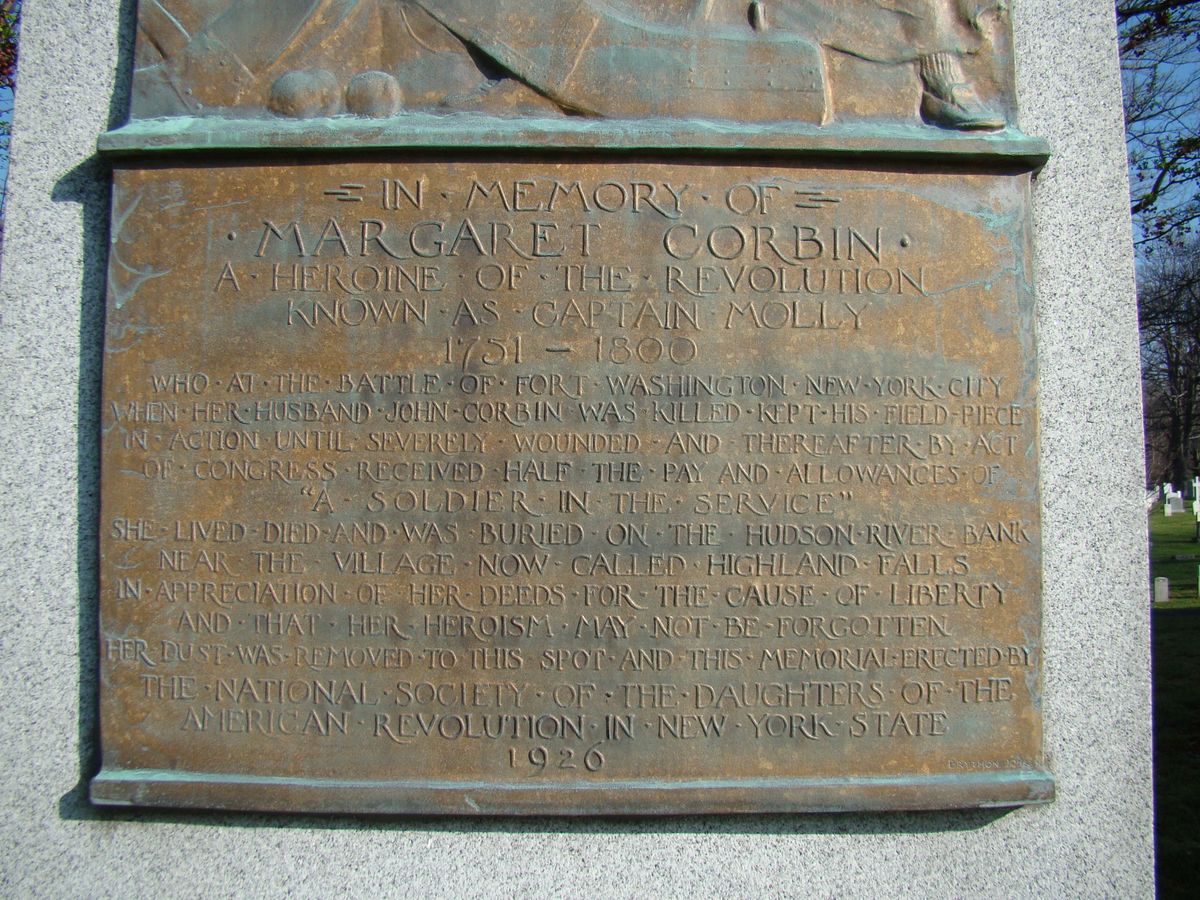 IN · MEMORY · OF
· MARGARET CORBIN ·
A · HEROINE · OF · THE · REVOLUTION
KNOWN · AS · CAPTAIN · MOLLY
1751 — 1800
WHO · AT · THE · BATTLE · OF · FORT · WASHINGTON · NEW · YORK · CITY
WHEN · HER · HUSBAND · JOHN · CORBIN · WAS · KILLED · KEPT · HIS · FIELD · PIECE
IN · ACTION · UNTIL · SEVERELY · WOUNDED · AND · THEREAFTER · BY · ACT
OF · CONGRESS · RECEIVED · HALF · THE · PAY · AND · ALLOWANCES · OF
"A · SOLDIER · IN · THE · SERVICE"
SHE · LIVED · DIED · AND · WAS · BURIED · ON · THE · HUDSON · RIVER · BANK
NEAR · THE · VILLAGE · NOW · CALLED · HIGHLAND · FALLS
IN · APPRECIATION · OF · HER · DEEDS · FOR · THE · CAUSE · OF · LIBERTY
AND · THAT · HER · HEROISM · MAY · NOT · BE · FORGOTTEN
HER · DUST · WAS · REMOVED · TO · THIS · SPOT · AND · THIS · MEMORIAL · ERECTED · BY
THE · NATIONAL · SOCIETY · OF · THE · DAUGHTERS · OF · THE
AMERICAN · REVOLUTION · IN · NEW · YORK · STATE
1926